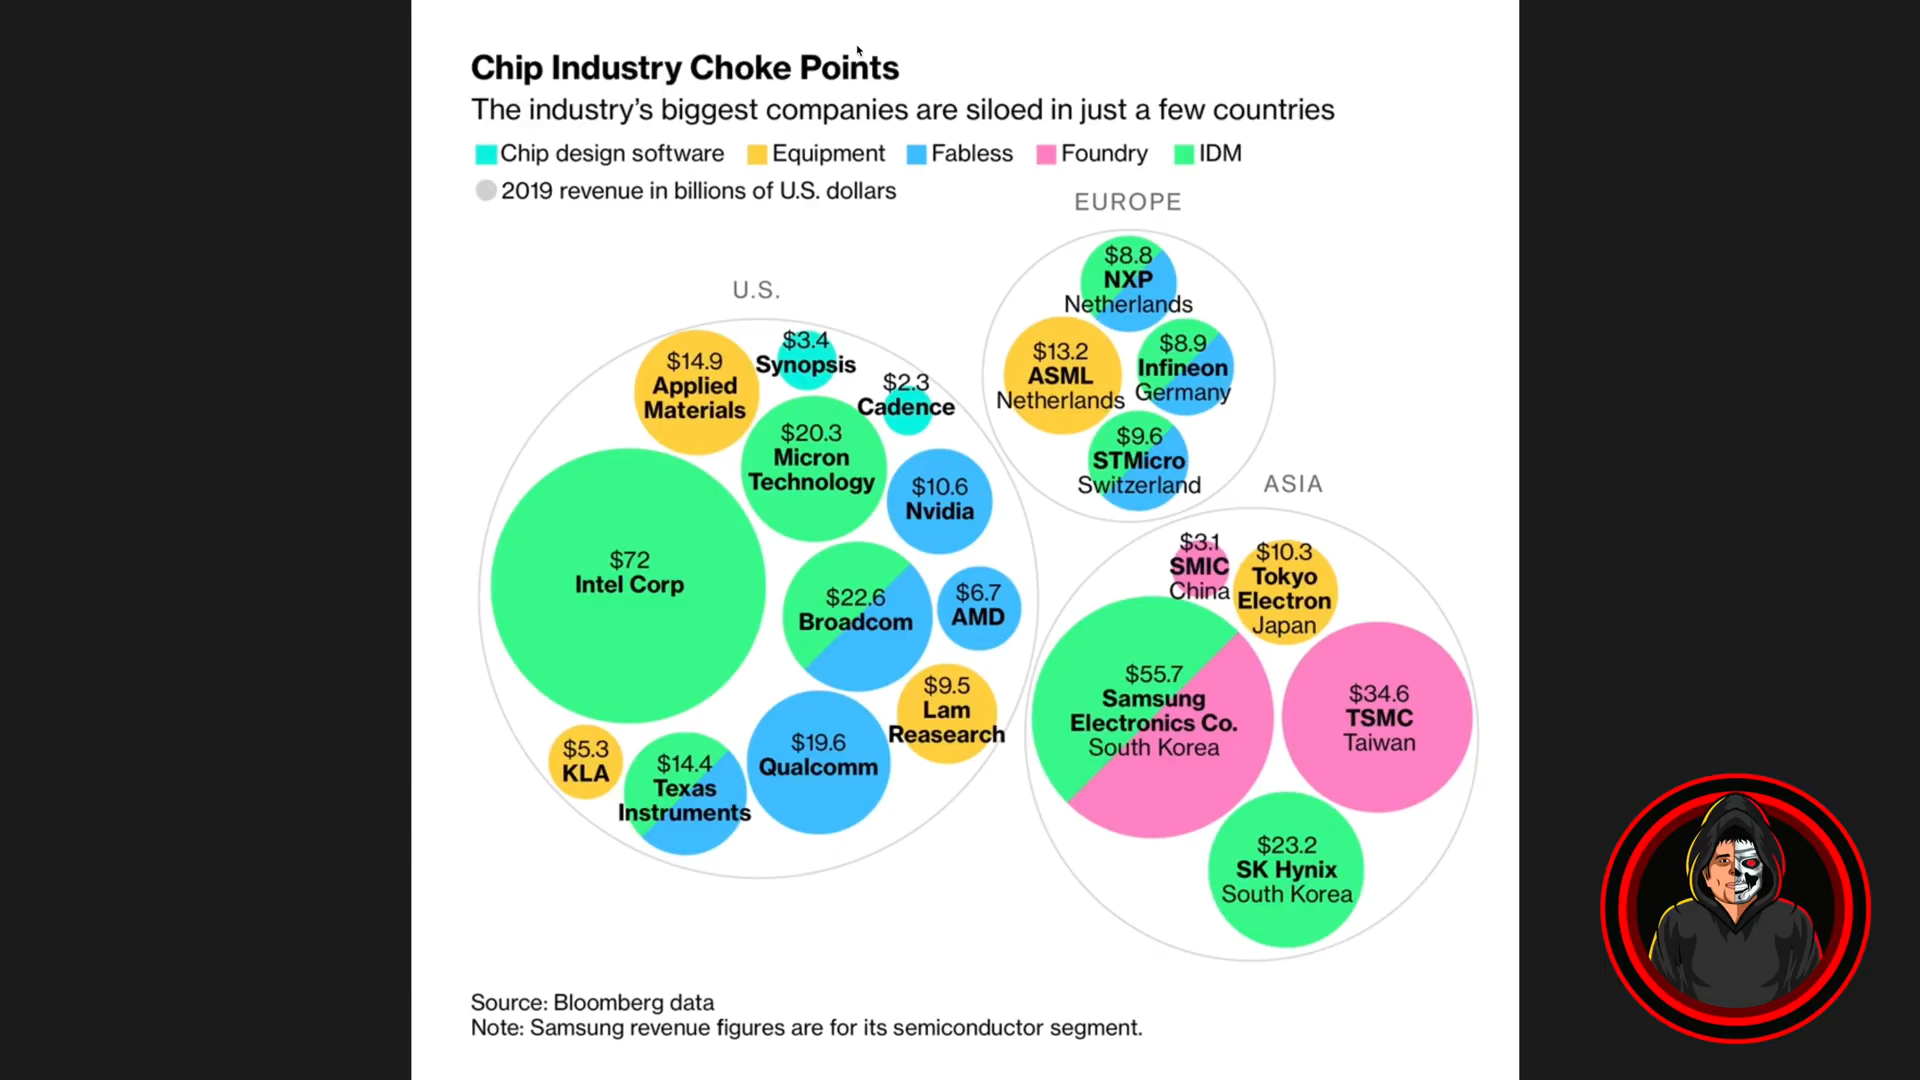 Chip Industry Choke Points
The industry's biggest companies are siloed in just a few countries
Chip design software Equipment Fabless Foundry IDM
2019 revenue in billions of U.S. dollars
U.S.
$14.9
Applied
Materials
$3.4
Synopsis
$2.3
Cadence
$20.3
Micron
Technology
$10.6
Nvidia
$72
Intel Corp
$22.6
Broadcom
$6.7
AMD
$9.5
Lam
Reasearch
$5.3
KLA
$14.4
Texas
Instruments
$19.6
Qualcomm
EUROPE
$8.8
NXP
Netherlands
$13.2
ASML
Netherlands
$8.9
Infineon
Germany
$9.6
STMicro
Switzerland
ASIA
$3.1
SMIC
China
$10.3
Tokyo
Electron
Japan
$55.7
Samsung
Electronics Co.
South Korea
$34.6
TSMC
Taiwan
$23.2
SK Hynix
South Korea
Source: Bloomberg data
Note: Samsung revenue figures are for its semiconductor segment.